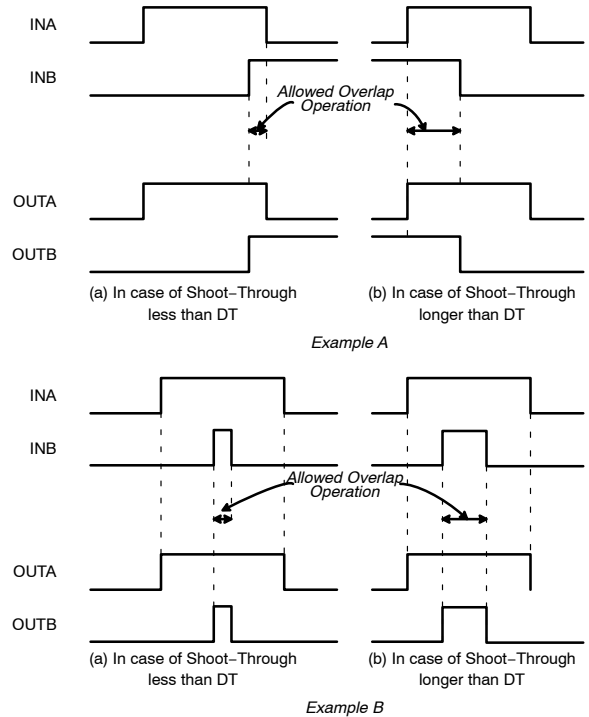 INA
INB
Allowed Overlap
Operation
OUTA
OUTB
(a) In case of Shoot−Through
less than DT
(b) In case of Shoot−Through
longer than DT
Example A
INA
INB
Allowed Overlap
Operation
OUTA
OUTB
(a) In case of Shoot−Through
less than DT
(b) In case of Shoot−Through
longer than DT
Example B